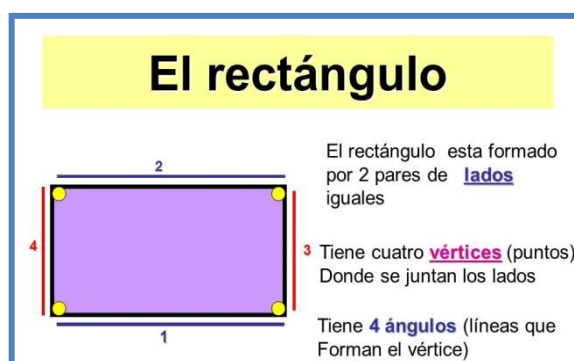 El rectángulo
2
4
3
1
El rectángulo esta formado
por 2 pares de lados
iguales
Tiene cuatro vértices (puntos)
Donde se juntan los lados
Tiene 4 ángulos (líneas que
Forman el vértice)